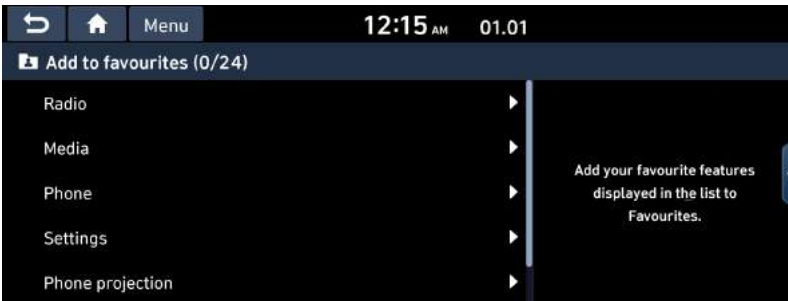 Menu 12:15 AM 01.01
Add to favourites (0/24)
Radio
Media
Phone
Settings
Phone projection
Add your favourite features
displayed in the list to
Favourites.